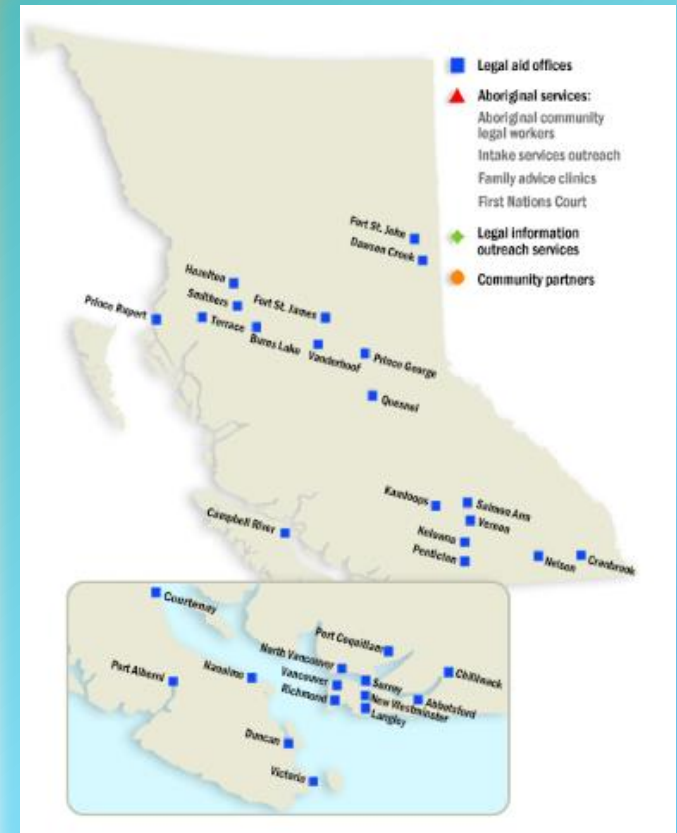 Legal aid offices
Aboriginal services:
Aboriginal community
legal workers
Intake services outreach
Family advice clinics
First Nations Court
Legal information
outreach services
Community partners
Fort St. John
Dawson Creek
Hazelton
Smithers
Fort St. James
Prince Rupert
Terrace
Burns Lake
Vanderhoof
Prince George
Quesnel
Kamloops
Salmon Arm
Vernon
Kelowna
Penticton
Nelson
Cranbrook
Campbell River
Courtenay
Port Coquitlam
North Vancouver
Chilliwack
Port Alberni
Nanaimo
Vancouver
Surrey
Richmond
New Westminster
Abbotsford
Langley
Duncan
Victoria